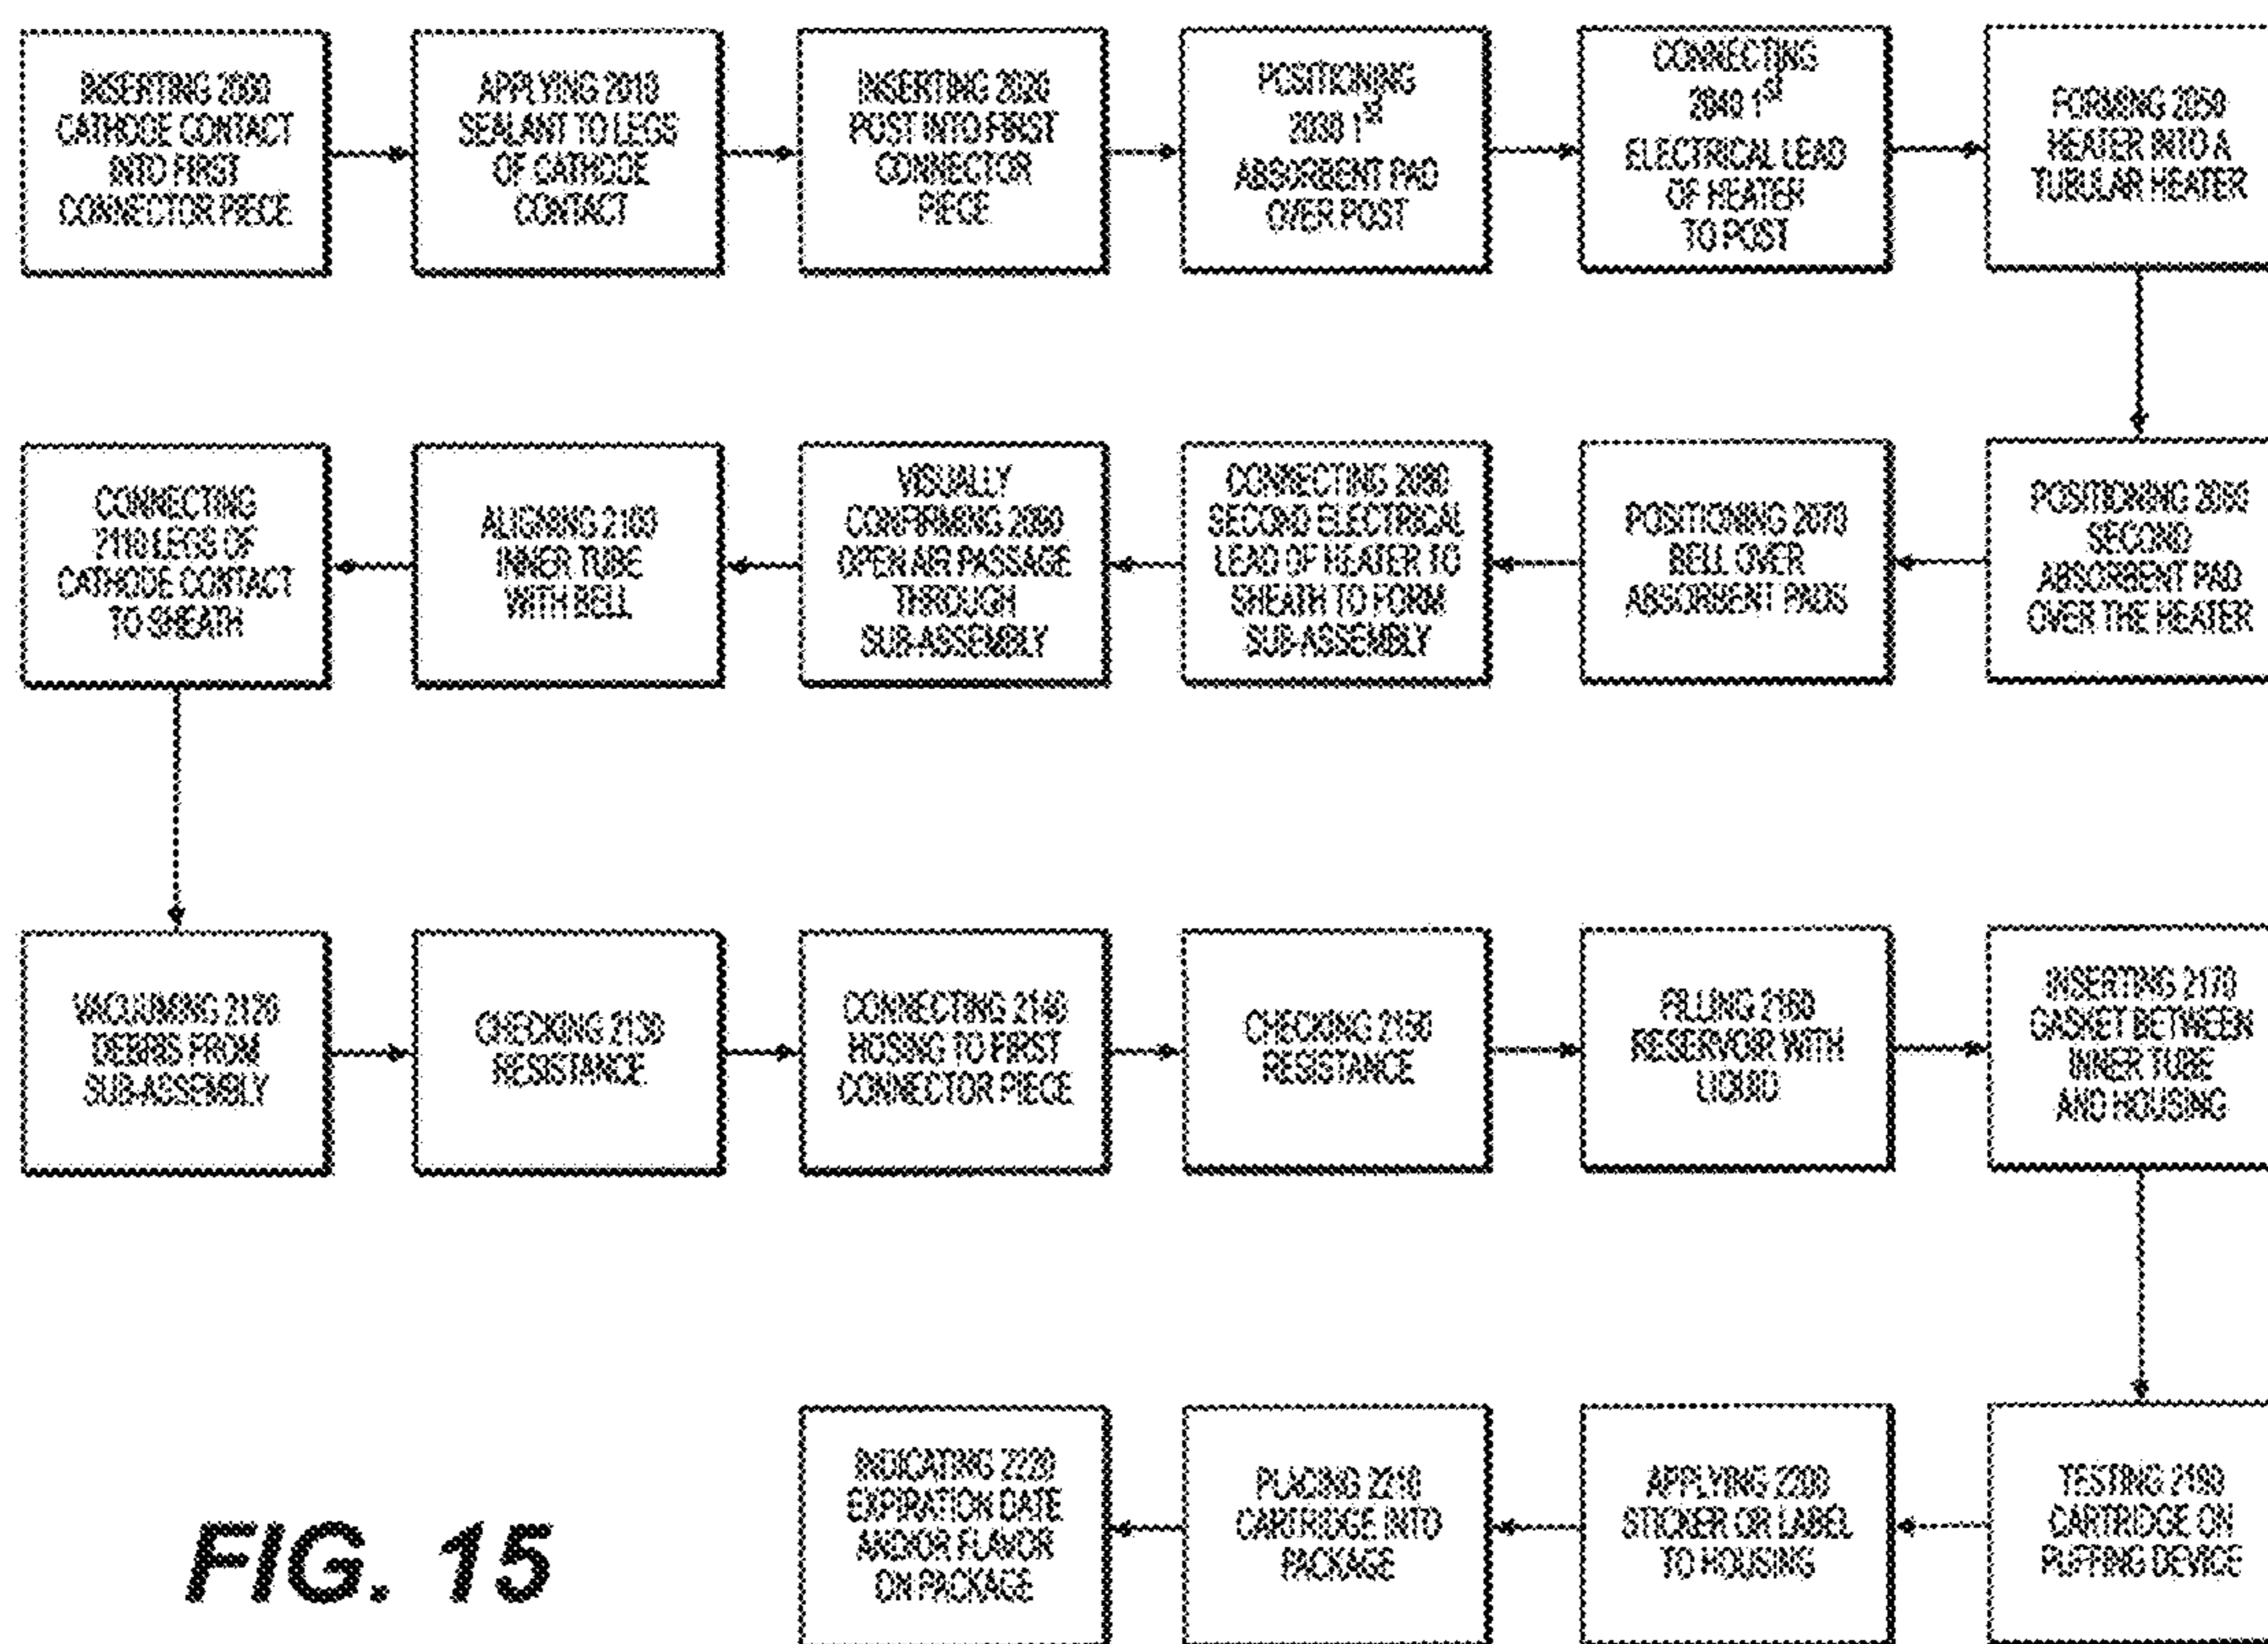 INSERTING 2000
CATHODE CONTACT
INTO FIRST
CONNECTOR PIECE
APPLYING 2010
SEALANT TO LEGS
OF CATHODE
CONTACT
INSERTING 2020
POST INTO FIRST
CONNECTOR
PIECE
POSITIONING
2030 1st
ABSORBENT PAD
OVER POST
CONNECTING
2040 1st
ELECTRICAL LEAD
OF HEATER
TO POST
FORMING 2050
HEATER INTO A
TUBULAR HEATER
POSITIONING 2060
SECOND
ABSORBENT PAD
OVER THE HEATER
POSITIONING 2070
BELL OVER
ABSORBENT PADS
CONNECTING 2080
SECOND ELECTRICAL
LEAD OF HEATER TO
SHEATH TO FORM
SUB-ASSEMBLY
VISUALLY
CONFIRMING 2090
OPEN AIR PASSAGE
THROUGH
SUB-ASSEMBLY
ALIGNING 2100
INNER TUBE
WITH BELL
CONNECTING
2110 LEGS OF
CATHODE CONTACT
TO SHEATH
VACUUMING 2120
DEBRIS FROM
SUB-ASSEMBLY
CHECKING 2130
RESISTANCE
CONNECTING 2140
HOSING TO FIRST
CONNECTOR PIECE
CHECKING 2150
RESISTANCE
FILLING 2160
RESERVOIR WITH
LIQUID
INSERTING 2170
GASKET BETWEEN
INNER TUBE
AND HOUSING
TESTING
CARTRIDGE ON
PUFFING DEVICE
APPLYING 2200
STICKER OR LABEL
TO HOUSING
PLACING 2210
CARTRIDGE INTO
PACKAGE
INDICATING 2220
EXPIRATION DATE
AND/OR FLAVOR
ON PACKAGE
FIG. 15